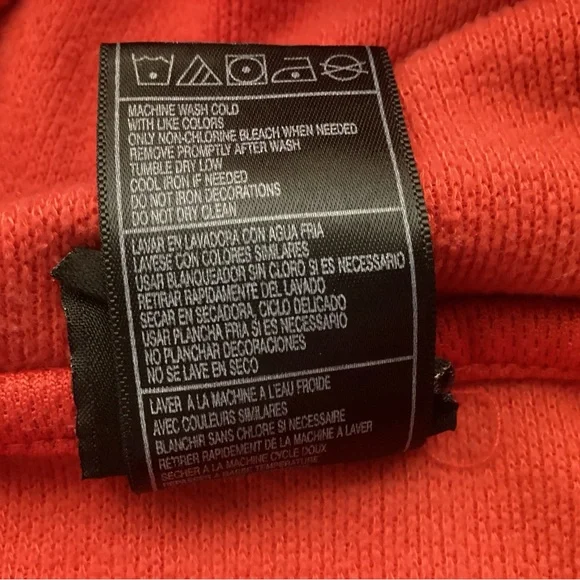 MACHINE WASH COLD
WITH LIKE COLORS
ONLY NON-CHLORINE BLEACH WHEN NEEDED
REMOVE PROMPTLY AFTER WASH
TUMBLE DRY LOW
COOL IRON IF NEEDED
DO NOT IRON DECORATIONS
DO NOT DRY CLEAN
LAVAR EN LAVADORA CON AGUA FRIA
LAVESE CON COLORES SIMILARES
USAR BLANQUEADOR SIN CLORO SI ES NECESSARIO
RETIRAR RAPIDAMENTE DEL LAVADO
SECAR EN SECADORA, CICLO DELICADO
USAR PLANCHA FRIA SI ES NECESSARIO
NO PLANCHAR DECORACIONES
NO SE LAVE EN SECO
LAVER A LA MACHINE A L'EAU FROIDE
AVEC COULEURS SIMILARES
BLANCHIR SANS CHLORE SI NECESSAIRE
RETIRER RAPIDEMENT DE LA MACHINE A LAVER
SECHER A LA MACHINE CYCLE DOUX
REPASSER A BASSE TEMPERATURE